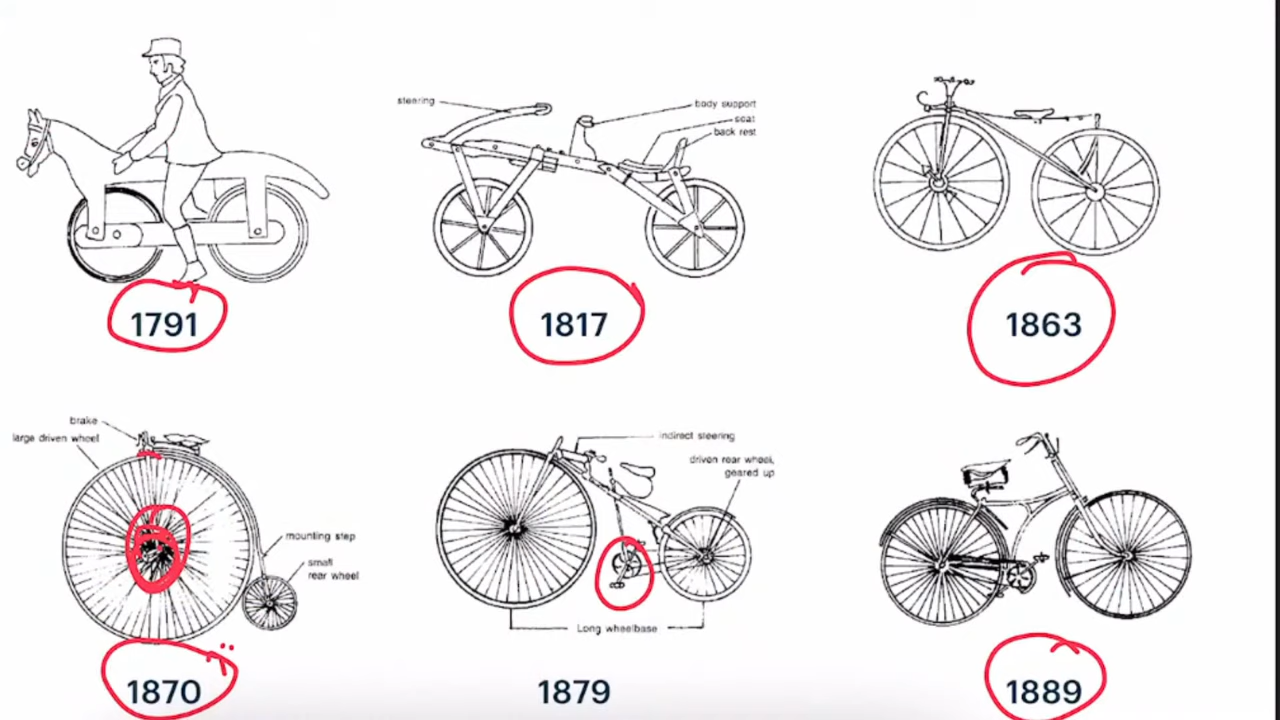 steering
body support
seat
back rest
1791
1817
1863
brake
large driven wheel
mounting step
small
rear wheel
indirect steering
driven rear wheel,
geared up
Long wheelbase
1870
1879
1889